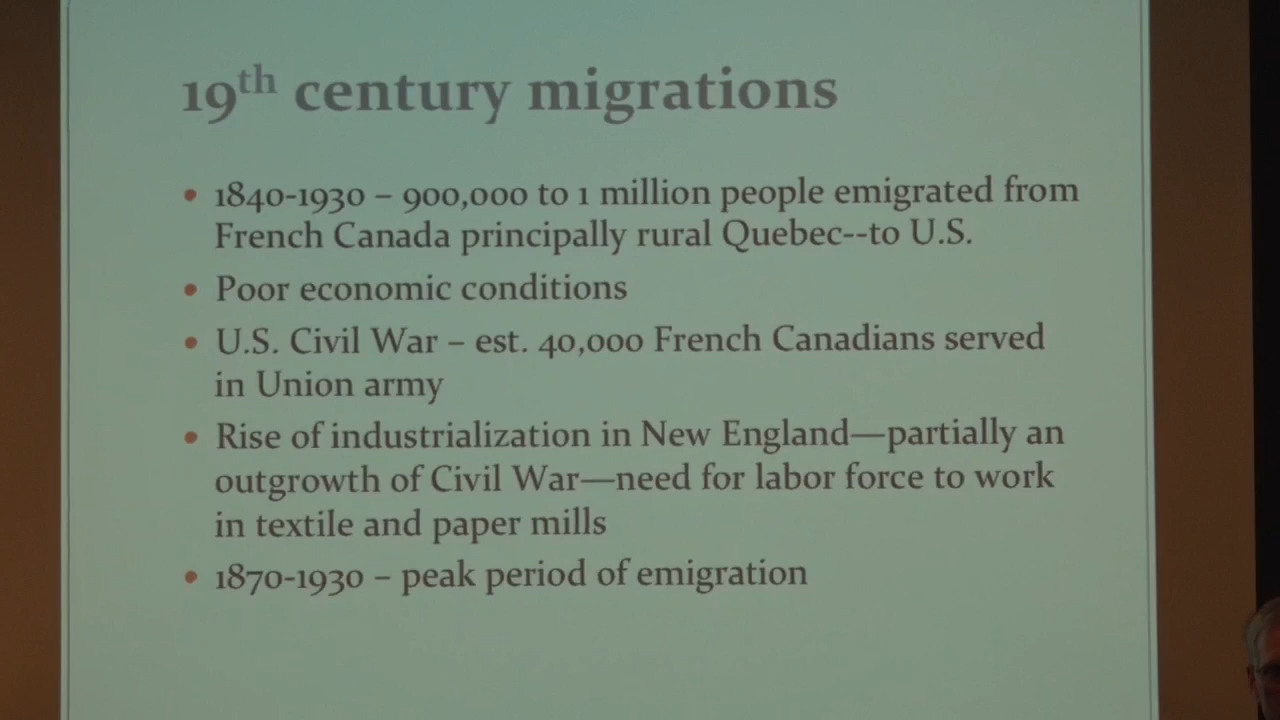 19th century migrations
• 1840-1930 – 900,000 to 1 million people emigrated from
French Canada principally rural Quebec--to U.S.
• Poor economic conditions
• U.S. Civil War – est. 40,000 French Canadians served
in Union army
• Rise of industrialization in New England—partially an
outgrowth of Civil War—need for labor force to work
in textile and paper mills
• 1870-1930 – peak period of emigration